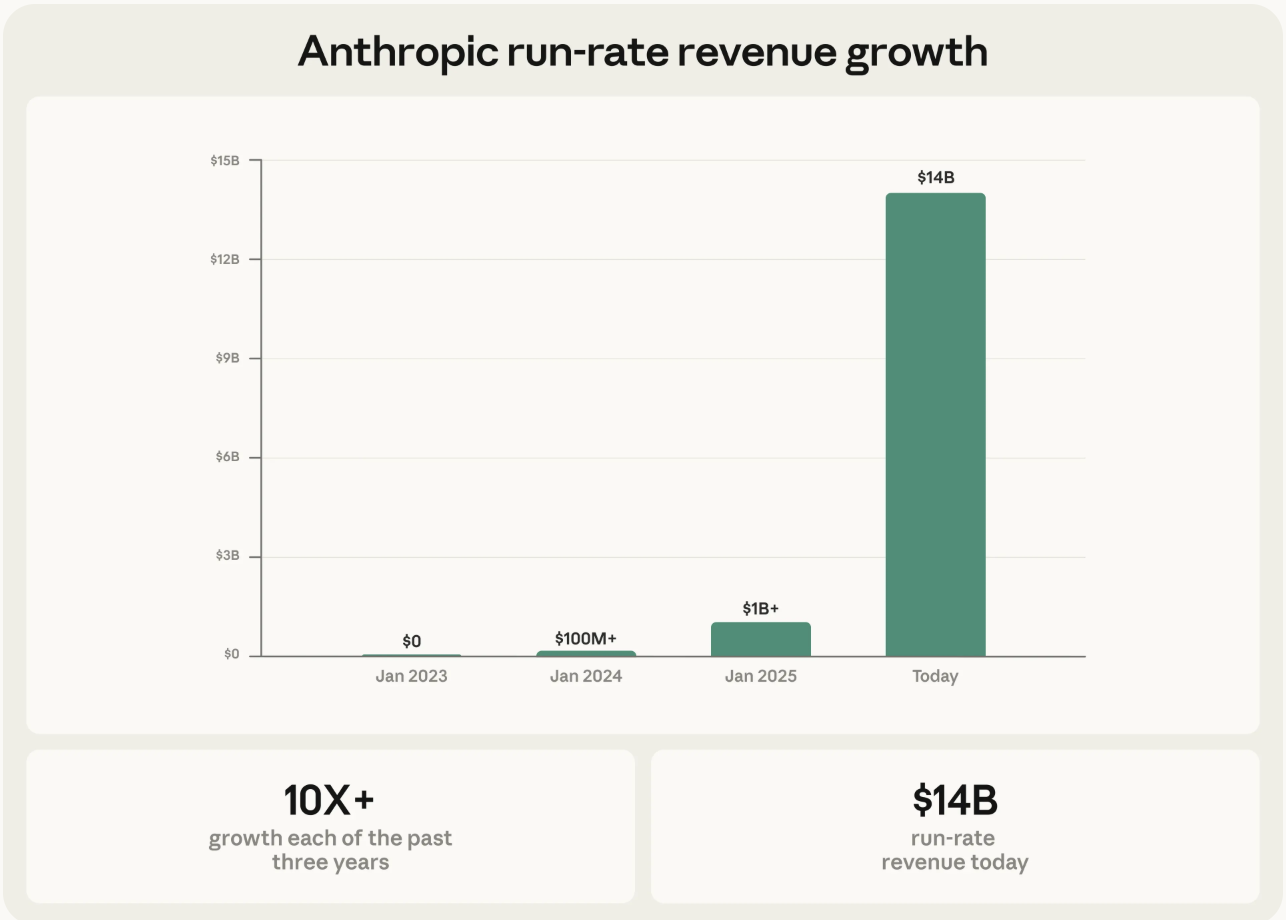 Anthropic run-rate revenue growth
$15B
$14B
$12B
$9B
$6B
$3B
$1B+
$100M+
$0
$0
Jan 2023
Jan 2024
Jan 2025
Today
10X+
growth each of the past
three years
$14B
run-rate
revenue today